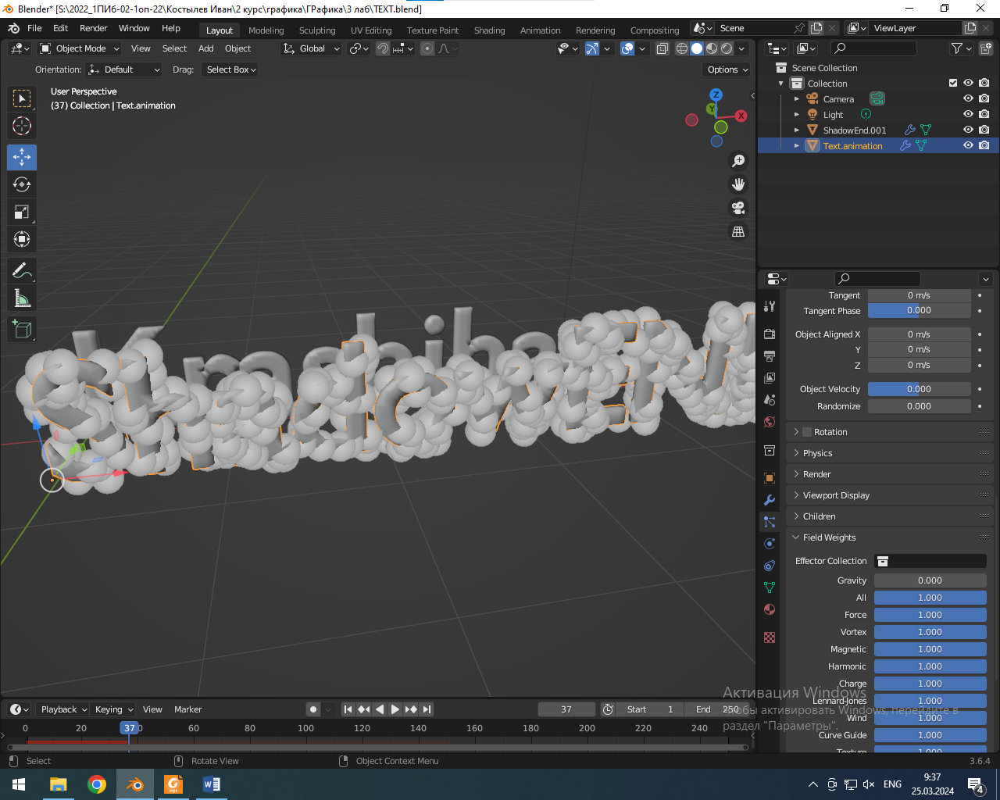 Blender* [S:\2022_1ПИб-02-1оп-22\Костылев Иван\2 курс\графика\ГРафика\3 лаб\TEXT.blend]
File Edit Render Window Help
Layout Modeling Sculpting UV Editing Texture Paint Shading Animation Rendering Compositing
Scene
ViewLayer
Object Mode View Select Add Object
Global
Orientation: Default Drag: Select Box
Options
User Perspective
(37) Collection | Text.animation
Z
Y
X
Scene Collection
Collection
Camera
Light
ShadowEnd.001
Text.animation
Tangent 0 m/s
Tangent Phase 0.000
Object Aligned X 0 m/s
Y 0 m/s
Z 0 m/s
Object Velocity 0.000
Randomize 0.000
Rotation
Physics
Render
Viewport Display
Children
Field Weights
Effector Collection
Gravity 0.000
All 1.000
Force 1.000
Vortex 1.000
Magnetic 1.000
Harmonic 1.000
Charge 1.000
Lennard-Jones 1.000
Wind 1.000
Curve Guide 1.000
Texture 1.000
Активация Windows
Чтобы активировать Windows, перейдите в
раздел "Параметры".
Playback Keying View Marker
37
Start 1 End 250
0 20 37 40 60 80 100 120 140 160 180 200 220 240
Select
Rotate View
Object Context Menu
3.6.4
PDF
ENG
9:37
25.03.2024
4